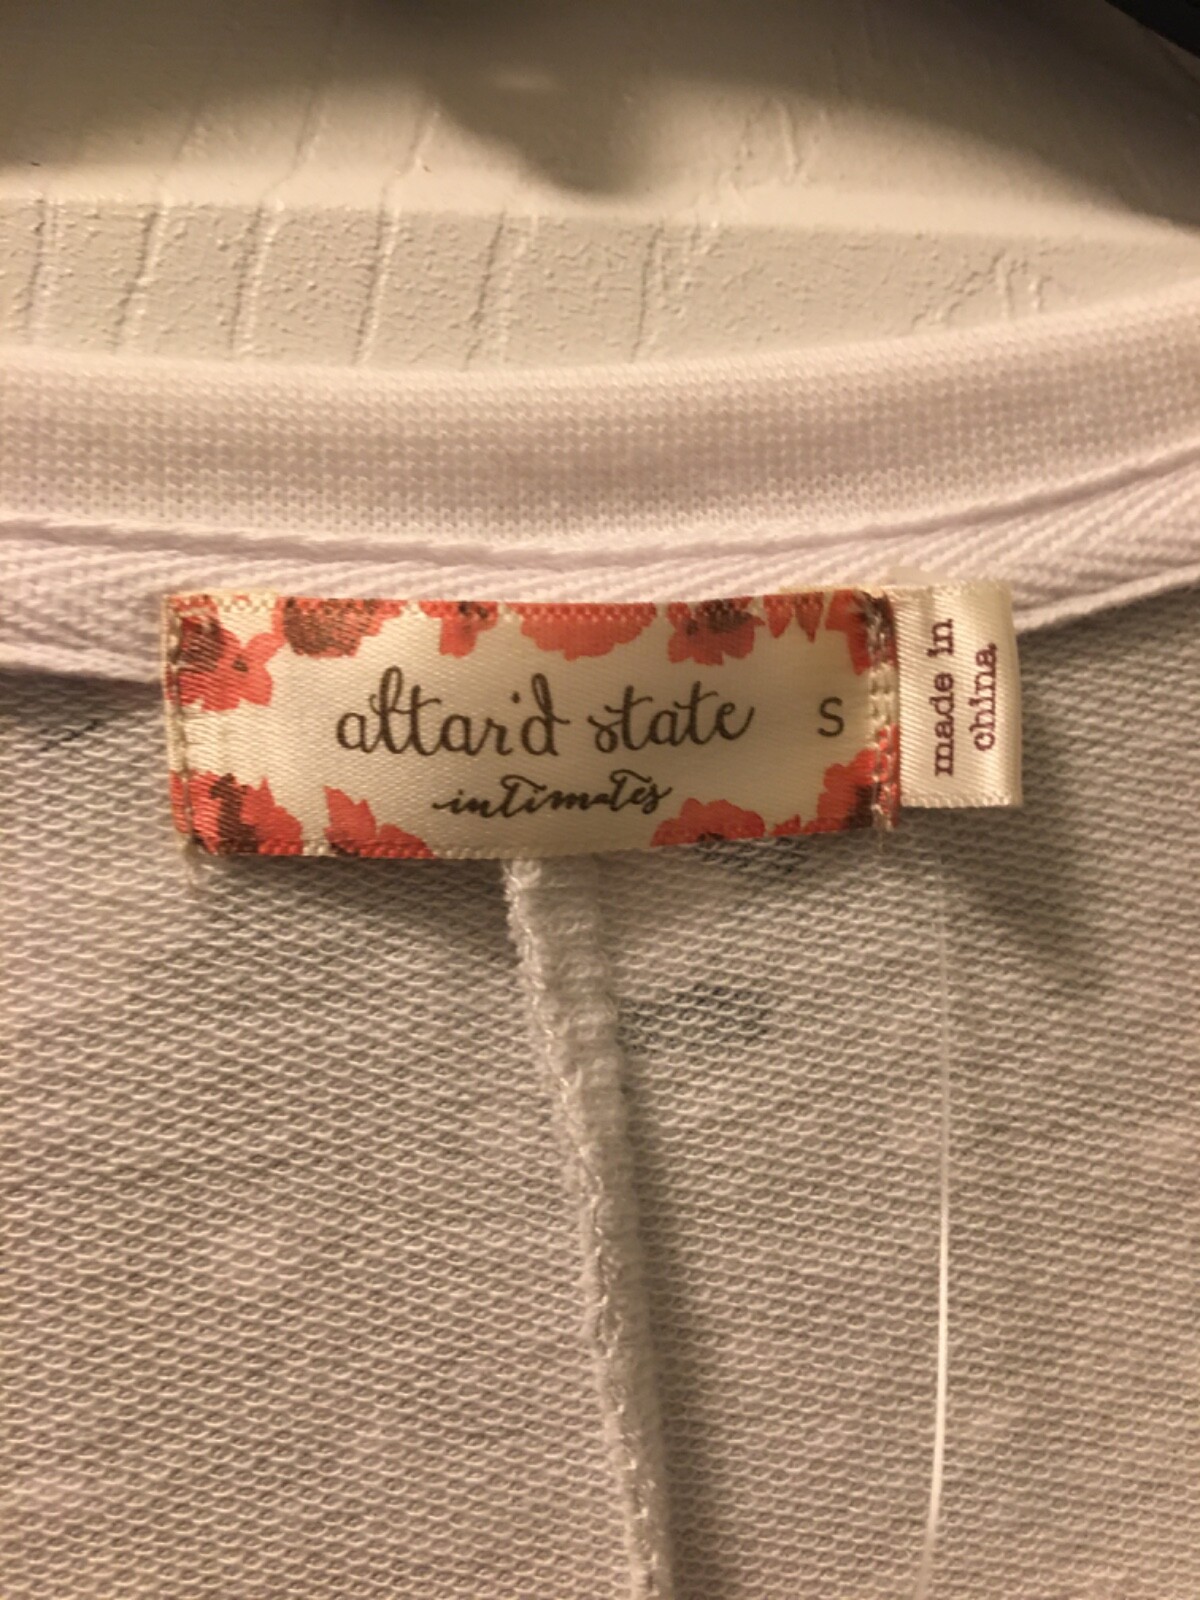 altar'd state
S
intimates
made in
china